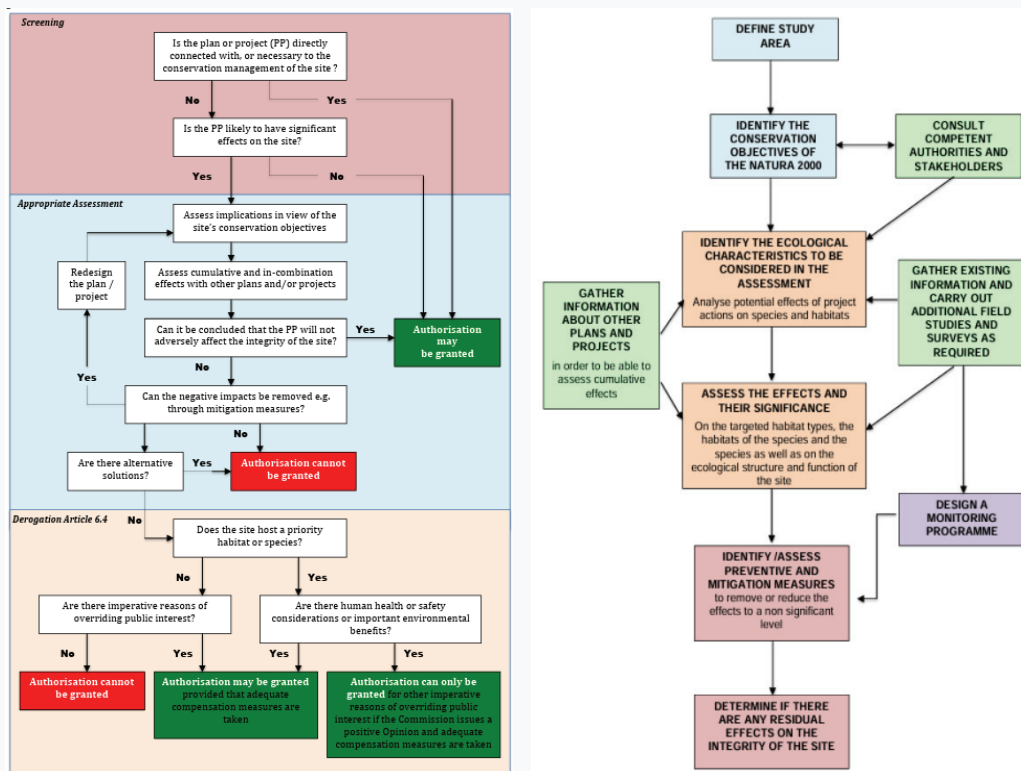 Screening
Is the plan or project (PP) directly
connected with, or necessary to the
conservation management of the site ?
No
Yes
Is the PP likely to have significant
effects on the site?
Yes
No
Appropriate Assessment
Assess implications in view of the
site's conservation objectives
Redesign
the plan /
project
Assess cumulative and in-combination
effects with other plans and/or projects
Can it be concluded that the PP will not
adversely affect the integrity of the site?
Yes
Authorisation
may
be granted
No
Yes
Can the negative impacts be removed e.g.
through mitigation measures?
No
Are there alternative
solutions?
Yes
Authorisation cannot
be granted
Derogation Article 6.4
No
Does the site host a priority
habitat or species?
No
Yes
Are there imperative reasons of
overriding public interest?
Are there human health or safety
considerations or important environmental
benefits?
No
Yes
Yes
Yes
Authorisation cannot
be granted
Authorisation may be granted
provided that adequate
compensation measures are
taken
Authorisation can only be
granted for other imperative
reasons of overriding public
interest if the Commission issues a
positive Opinion and adequate
compensation measures are taken
DEFINE STUDY
AREA
IDENTIFY THE
CONSERVATION
OBJECTIVES OF
THE NATURA 2000
CONSULT
COMPETENT
AUTHORITIES AND
STAKEHOLDERS
IDENTIFY THE ECOLOGICAL
CHARACTERISTICS TO BE
CONSIDERED IN THE
ASSESSMENT
Analyse potential effects of project
actions on species and habitats
GATHER
INFORMATION
ABOUT OTHER
PLANS AND
PROJECTS
in order to be able to
assess cumulative
effects
GATHER EXISTING
INFORMATION AND
CARRY OUT
ADDITIONAL FIELD
STUDIES AND
SURVEYS AS
REQUIRED
ASSESS THE EFFECTS AND
THEIR SIGNIFICANCE
On the targeted habitat types, the
habitats of the species and the
species as well as on the
ecological structure and function of
the site
DESIGN A
MONITORING
PROGRAMME
IDENTIFY /ASSESS
PREVENTIVE AND
MITIGATION MEASURES
to remove or reduce the
effects to a non significant
level
DETERMINE IF THERE
ARE ANY RESIDUAL
EFFECTS ON THE
INTEGRITY OF THE SITE